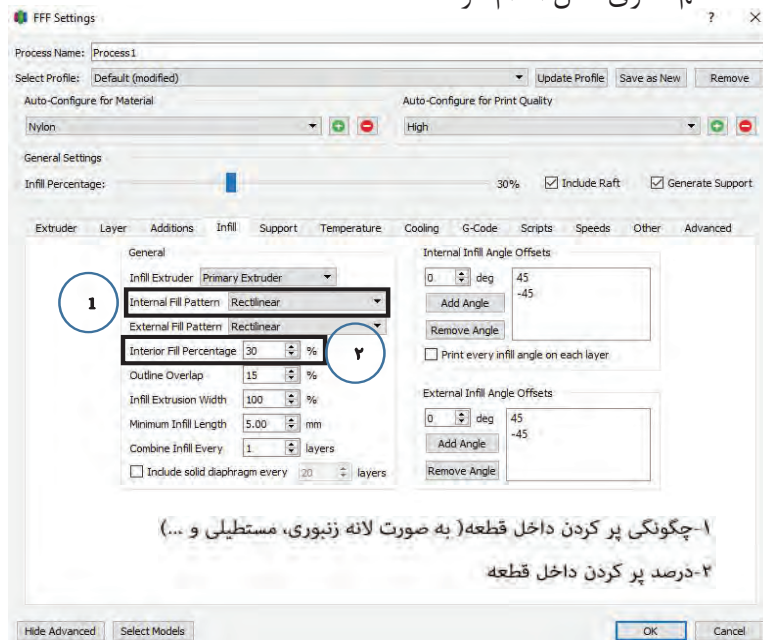 FFF Settings ? ×
Process Name: Process1
Select Profile: Default (modified) Update Profile Save as New Remove
Auto-Configure for Material Auto-Configure for Print Quality
Nylon High
General Settings
Infill Percentage: 30% Include Raft Generate Support
Extruder Layer Additions Infill Support Temperature Cooling G-Code Scripts Speeds Other Advanced
General
Infill Extruder Primary Extruder
۱ Internal Fill Pattern Rectilinear
External Fill Pattern Rectilinear
Interior Fill Percentage 30 % ۲
Outline Overlap 15 %
Infill Extrusion Width 100 %
Minimum Infill Length 5.00 mm
Combine Infill Every 1 layers
Include solid diaphragm every 20 layers
Internal Infill Angle Offsets
0 deg 45
Add Angle -45
Remove Angle
Print every infill angle on each layer
External Infill Angle Offsets
0 deg 45
Add Angle -45
Remove Angle
۱-چگونگی پر کردن داخل قطعه( به صورت لانه زنبوری، مستطیلی و ...)
۲-درصد پر کردن داخل قطعه
Hide Advanced Select Models OK Cancel